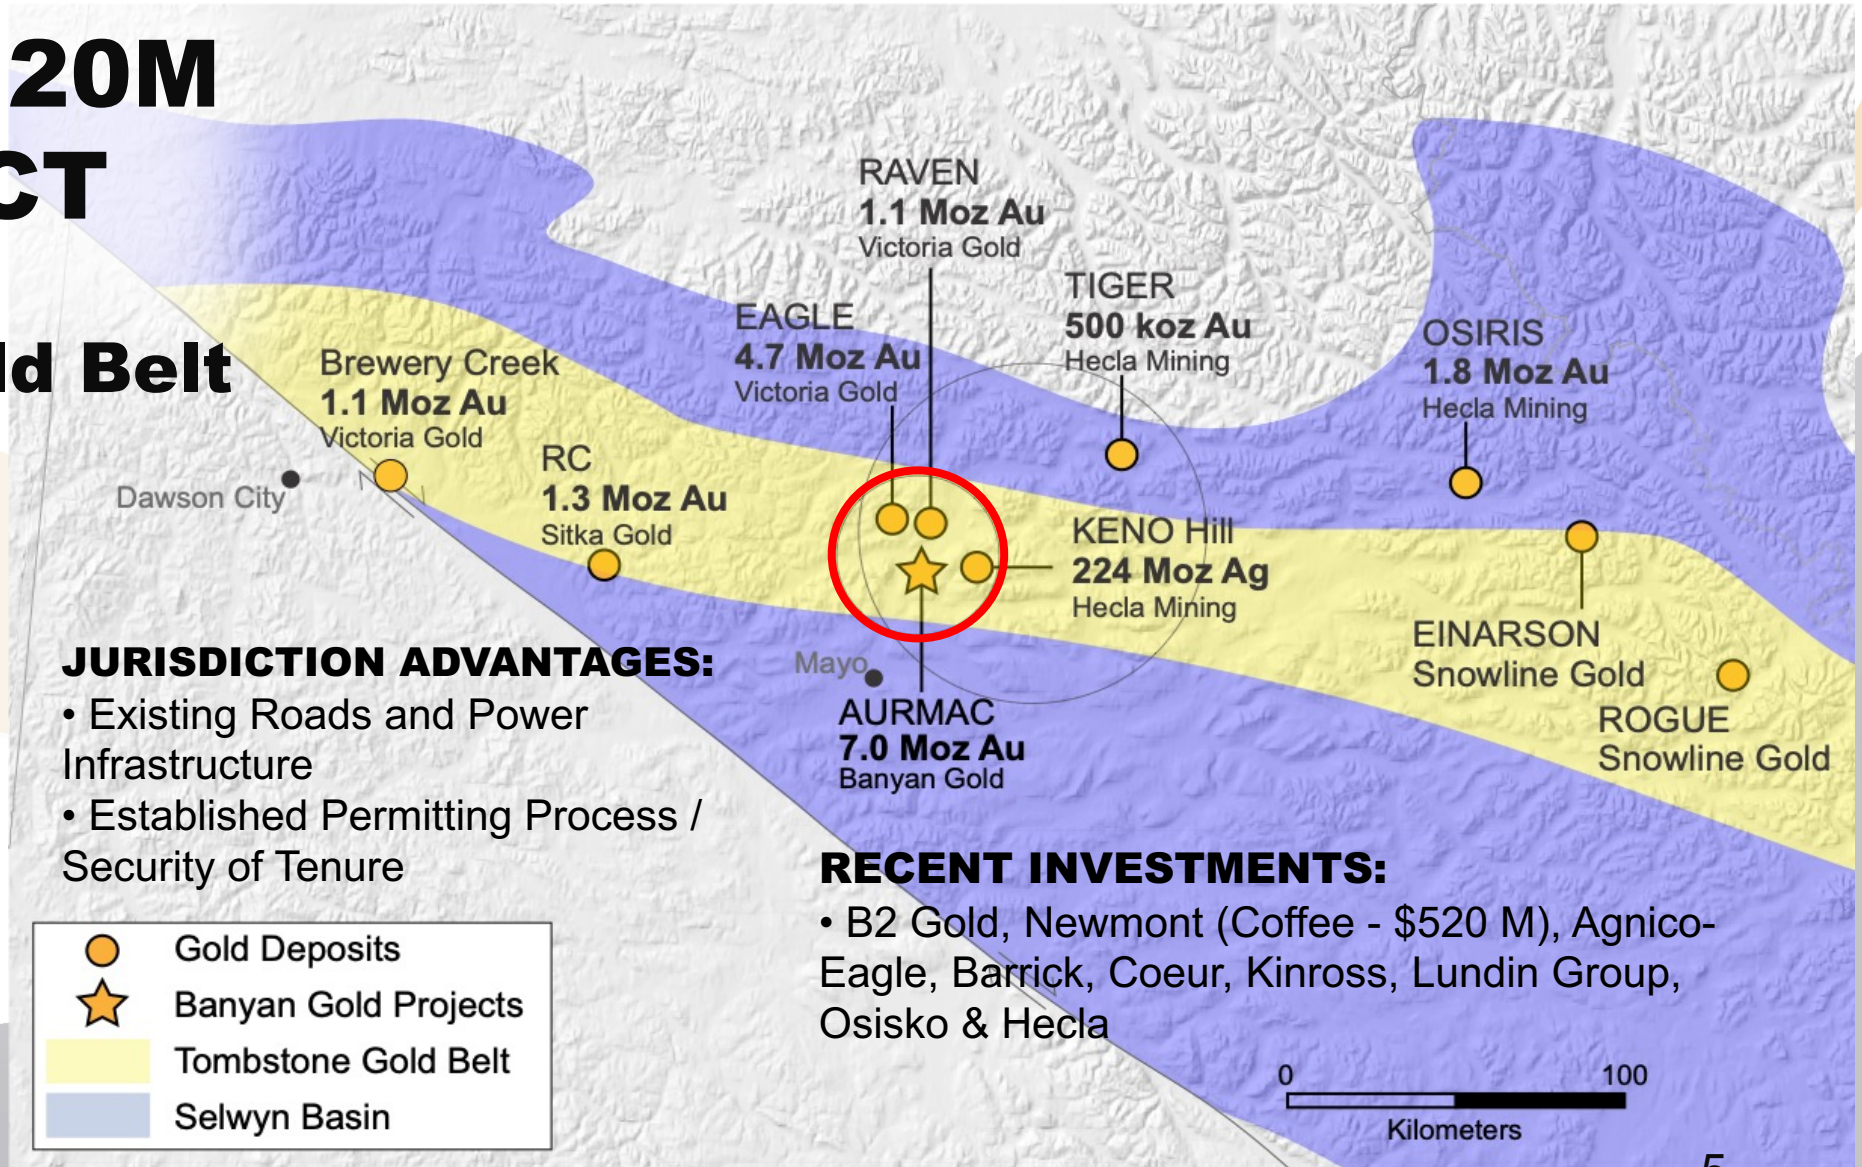 20M
CT
ld Belt
RAVEN
1.1 Moz Au
Victoria Gold
TIGER
500 koz Au
Hecla Mining
EAGLE
4.7 Moz Au
Victoria Gold
OSIRIS
1.8 Moz Au
Hecla Mining
Brewery Creek
1.1 Moz Au
Victoria Gold
RC
1.3 Moz Au
Sitka Gold
Dawson City
KENO Hill
224 Moz Ag
Hecla Mining
EINARSON
Snowline Gold
ROGUE
Snowline Gold
Mayo
AURMAC
7.0 Moz Au
Banyan Gold
JURISDICTION ADVANTAGES:
• Existing Roads and Power
Infrastructure
• Established Permitting Process /
Security of Tenure
RECENT INVESTMENTS:
• B2 Gold, Newmont (Coffee - $520 M), Agnico-
Eagle, Barrick, Coeur, Kinross, Lundin Group,
Osisko & Hecla
Gold Deposits
Banyan Gold Projects
Tombstone Gold Belt
Selwyn Basin
0 100
Kilometers
5